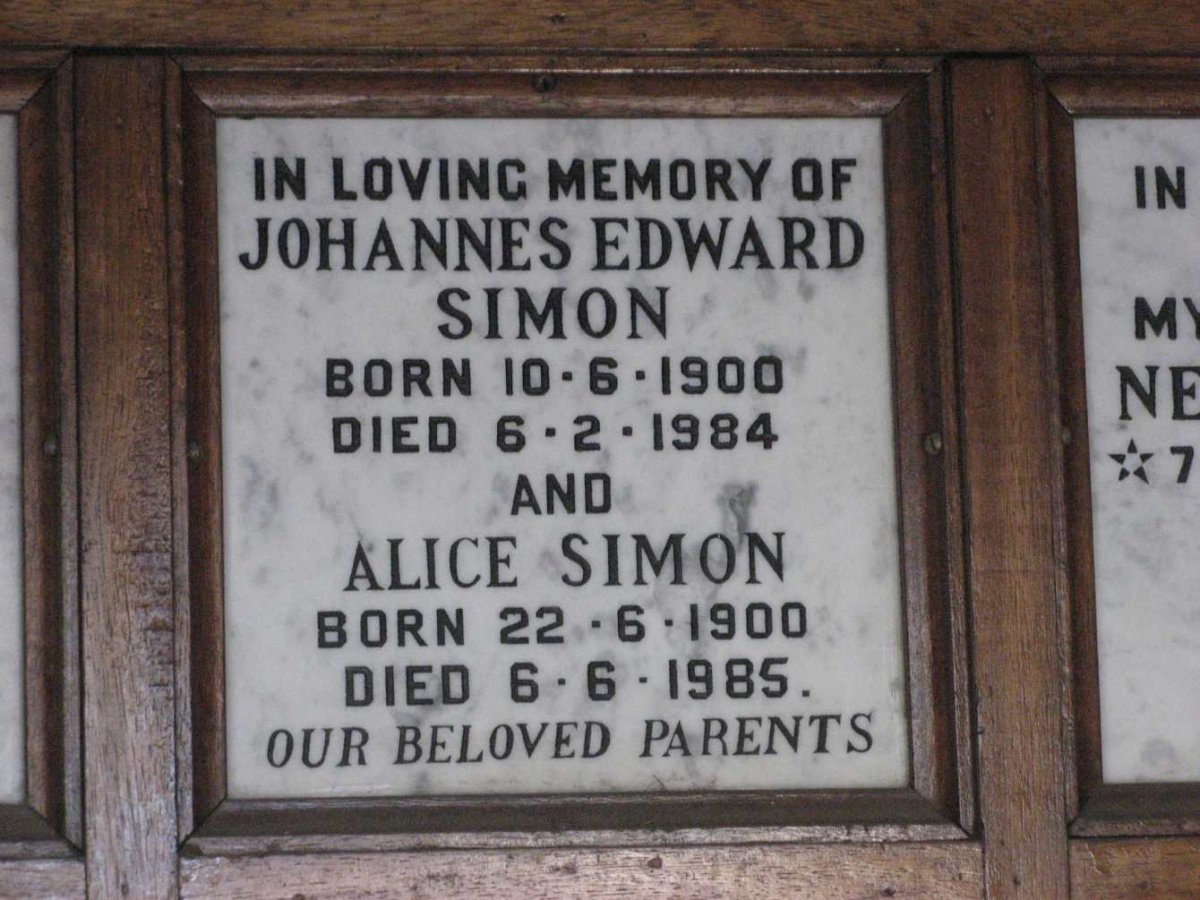 IN LOVING MEMORY OF
JOHANNES EDWARD
SIMON
BORN 10-6-1900
DIED 6-2-1984
AND
ALICE SIMON
BORN 22-6-1900
DIED 6-6-1985.
OUR BELOVED PARENTS
IN
MY
NE
7